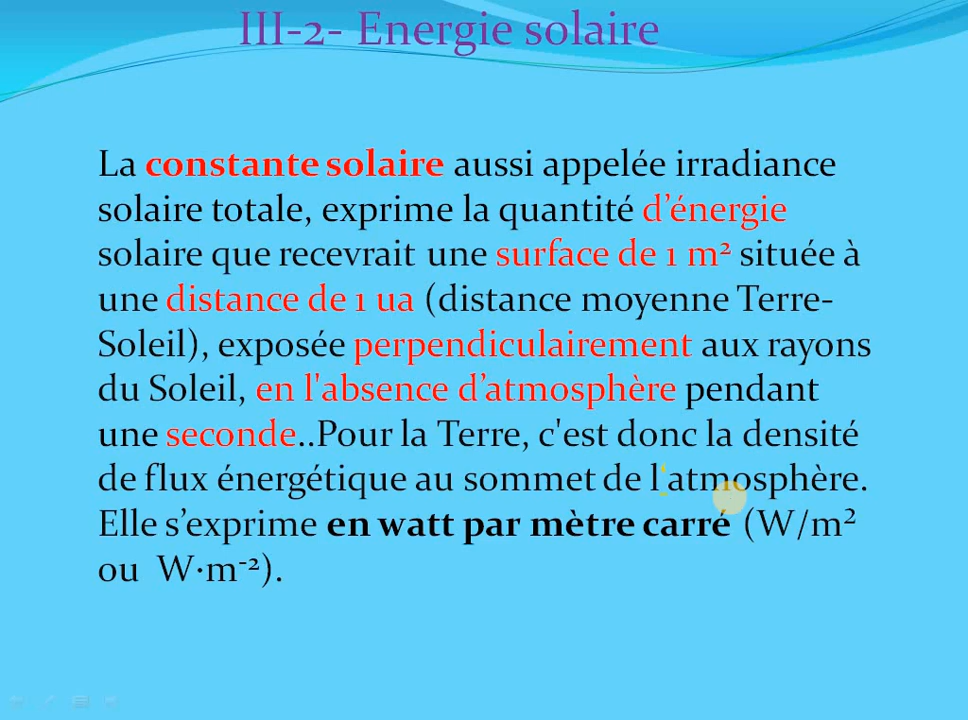 III-2- Energie solaire
La constante solaire aussi appelée irradiance
solaire totale, exprime la quantité d’énergie
solaire que recevrait une surface de 1 m² située à
une distance de 1 ua (distance moyenne Terre-
Soleil), exposée perpendiculairement aux rayons
du Soleil, en l'absence d’atmosphère pendant
une seconde..Pour la Terre, c'est donc la densité
de flux énergétique au sommet de l'atmosphère.
Elle s’exprime en watt par mètre carré (W/m²
ou W·m⁻²).